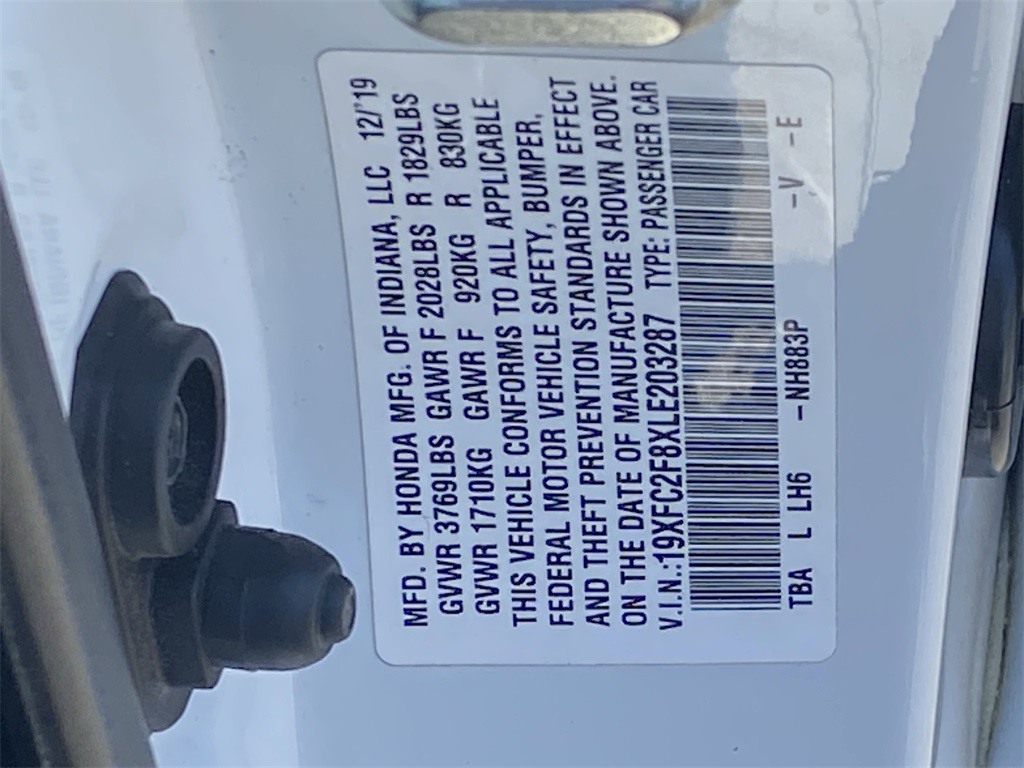 MFD. BY HONDA MFG. OF INDIANA, LLC 12/'19
GVWR 3769LBS GAWR F 2028LBS R 1829LBS
GVWR 1710KG GAWR F 920KG R 830KG
THIS VEHICLE CONFORMS TO ALL APPLICABLE
FEDERAL MOTOR VEHICLE SAFETY, BUMPER,
AND THEFT PREVENTION STANDARDS IN EFFECT
ON THE DATE OF MANUFACTURE SHOWN ABOVE.
V.I.N.:19XFC2F8XLE203287 TYPE: PASSENGER CAR
TBA L LH6 -NH883P -V -E